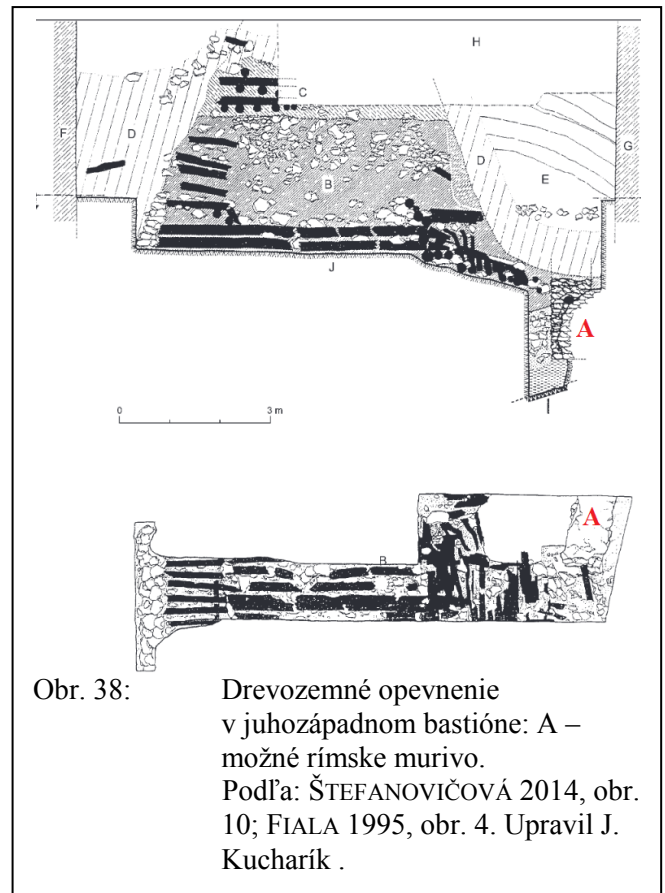 H
C
F
D
B
D
G
E
J
A
0 3 m
I
A
B
Obr. 38: Drevozemné opevnenie
v juhozápadnom bastióne: A –
možné rímske murivo.
Podľa: ŠTEFANOVIČOVÁ 2014, obr.
10; FIALA 1995, obr. 4. Upravil J.
Kucharík .